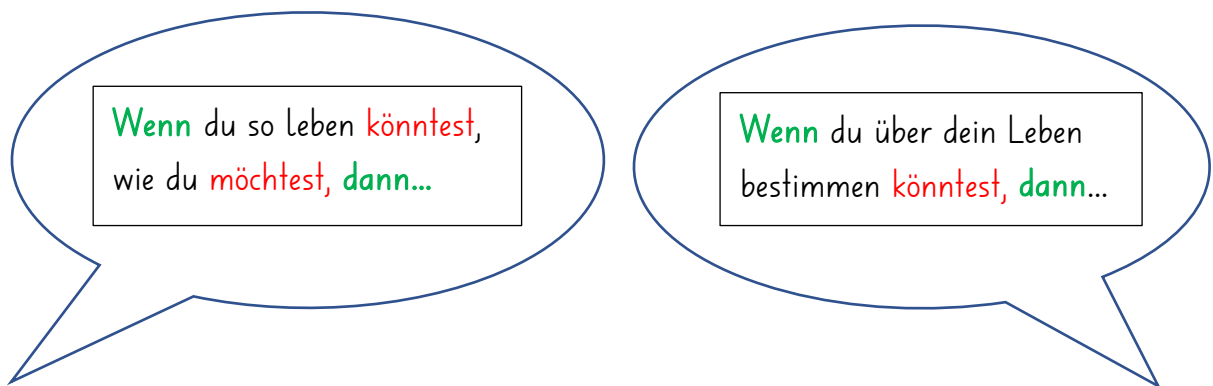 Wenn du so leben könntest,
wie du möchtest, dann...
Wenn du über dein Leben
bestimmen könntest, dann...